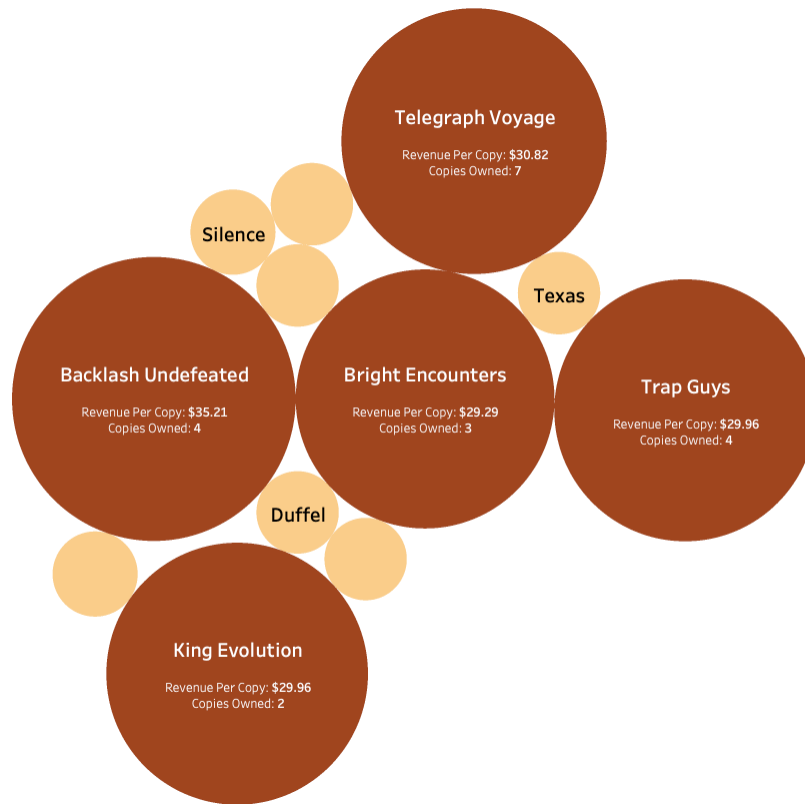 Telegraph Voyage
Revenue Per Copy: $30.82
Copies Owned: 7
Silence
Texas
Backlash Undefeated
Revenue Per Copy: $35.21
Copies Owned: 4
Bright Encounters
Revenue Per Copy: $29.29
Copies Owned: 3
Trap Guys
Revenue Per Copy: $29.96
Copies Owned: 4
Duffel
King Evolution
Revenue Per Copy: $29.96
Copies Owned: 2